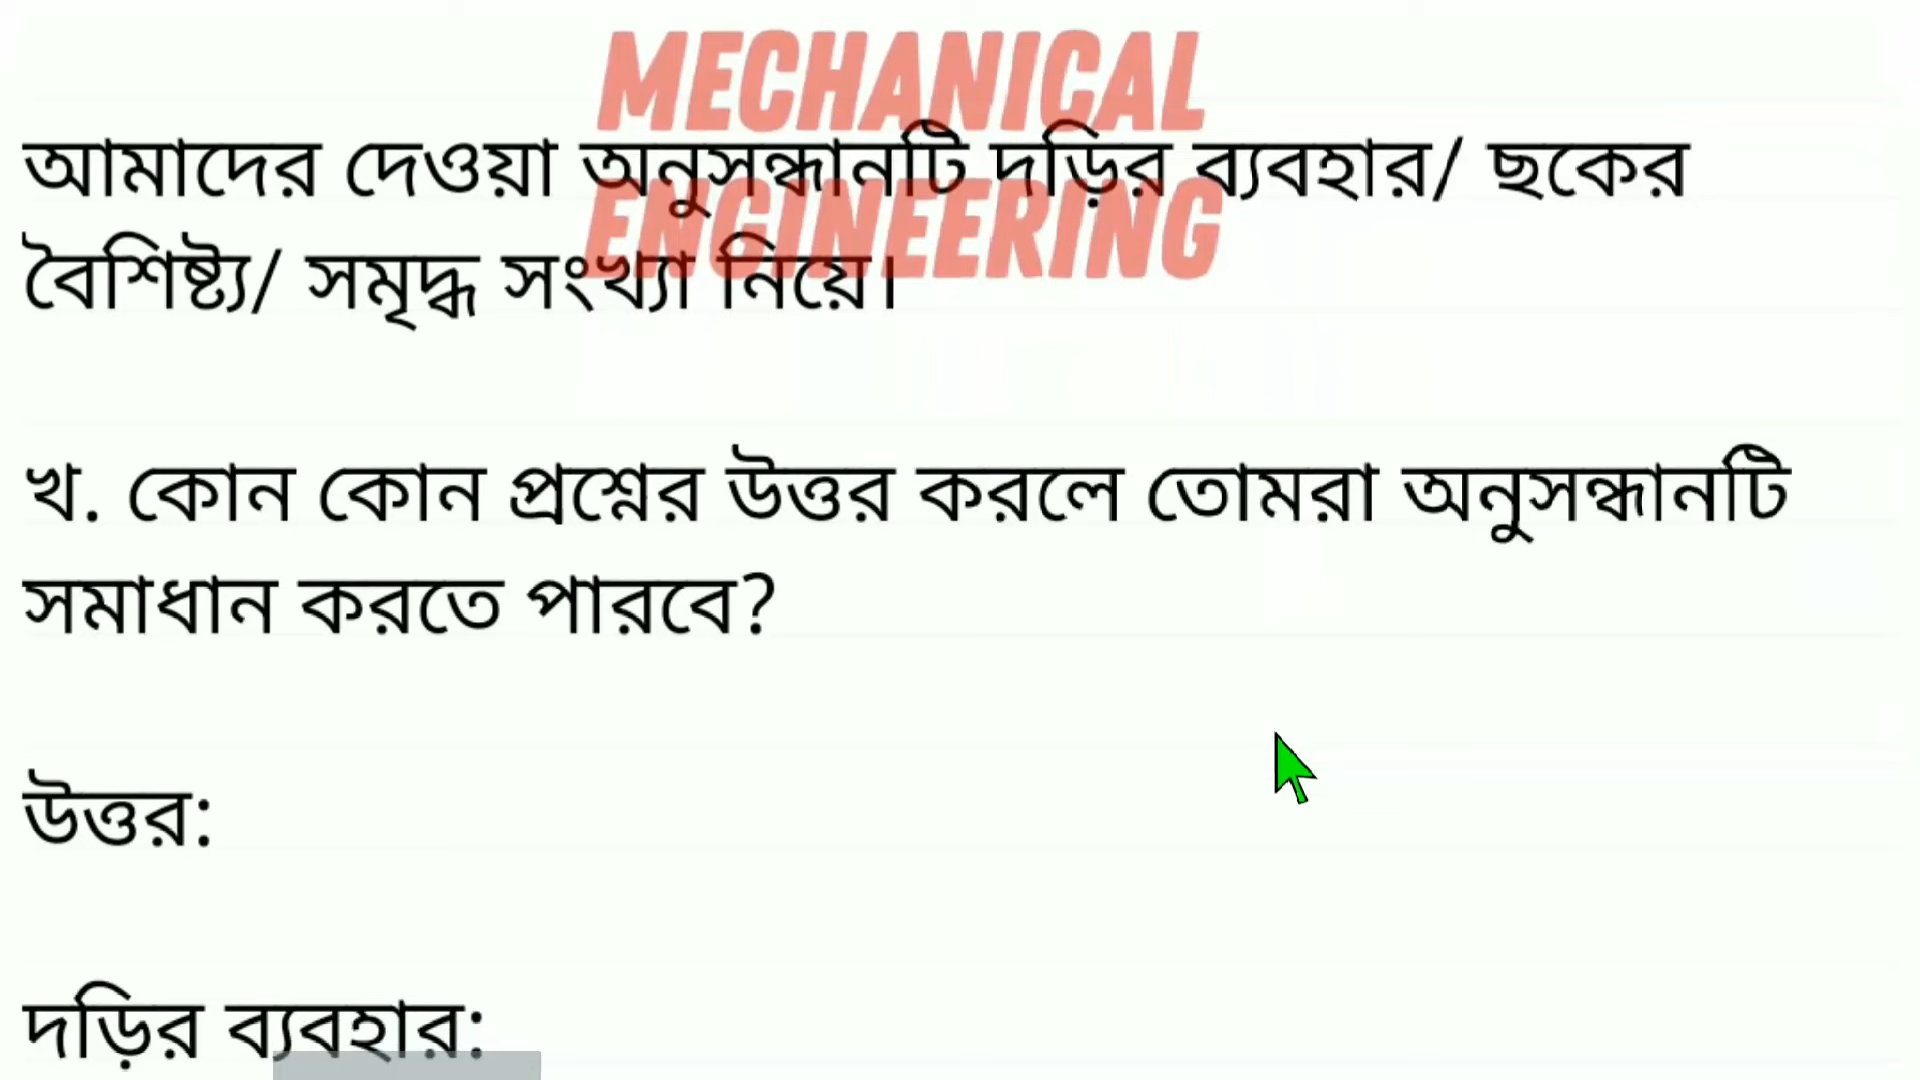 MECHANICAL
ENGINEERING
আমাদের দেওয়া অনুসন্ধানটি দড়ির ব্যবহার/ ছকের
বৈশিষ্ট্য/ সমৃদ্ধ সংখ্যা নিয়ে।
খ. কোন কোন প্রশ্নের উত্তর করলে তোমরা অনুসন্ধানটি
সমাধান করতে পারবে?
উত্তর:
দড়ির ব্যবহার: